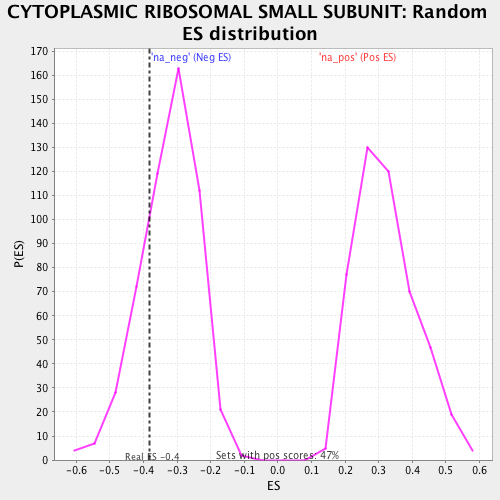 CYTOPLASMIC RIBOSOMAL SMALL SUBUNIT: Random
ES distribution
'na_neg' (Neg ES)
'na_pos' (Pos ES)
170
160
150
140
130
120
110
100
90
80
70
60
50
40
30
20
10
0
P(ES)
Real ES -0.4
Sets with pos scores: 47%
-0.6 -0.5 -0.4 -0.3 -0.2 -0.1 0.0 0.1 0.2 0.3 0.4 0.5 0.6
ES